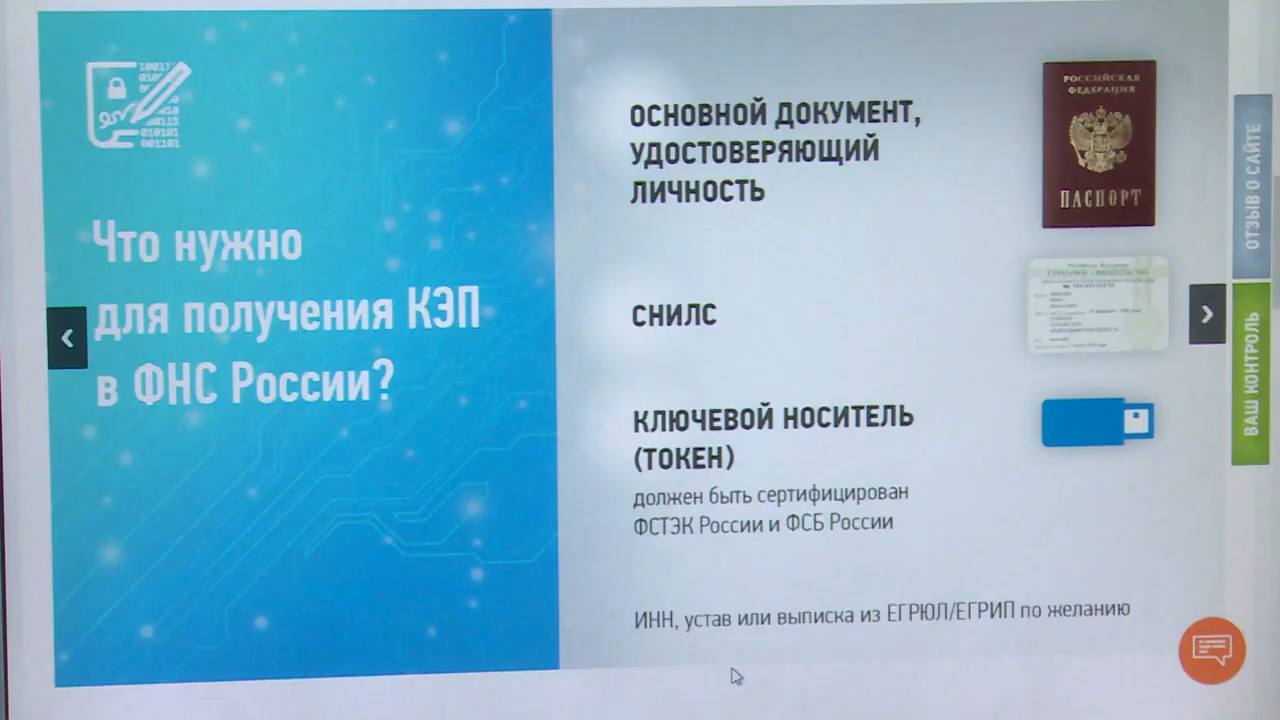 Что нужно
для получения КЭП
в ФНС России?
ОСНОВНОЙ ДОКУМЕНТ,
УДОСТОВЕРЯЮЩИЙ
ЛИЧНОСТЬ
РОССИЙСКАЯ
ФЕДЕРАЦИЯ
ПАСПОРТ
СНИЛС
КЛЮЧЕВОЙ НОСИТЕЛЬ
(ТОКЕН)
должен быть сертифицирован
ФСТЭК России и ФСБ России
ИНН, устав или выписка из ЕГРЮЛ/ЕГРИП по желанию
ОТЗЫВ О САЙТЕ
ВАШ КОНТРОЛЬ